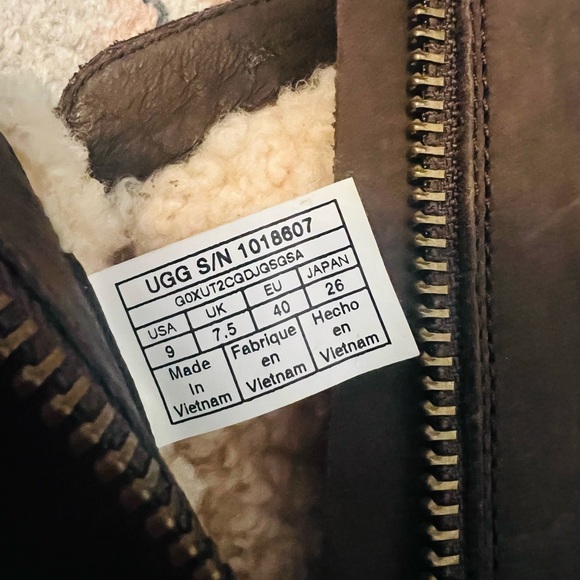 UGG S/N 1018607
G0XUT2CQDJQSGSA
USA UK EU JAPAN
9 7.5 40 26
Made In Vietnam
Fabrique en Vietnam
Hecho en Vietnam